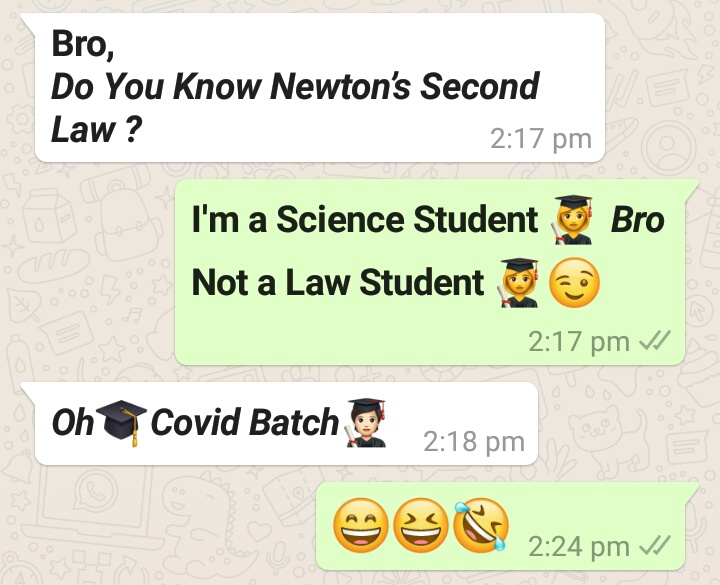 Bro,
Do You Know Newton's Second
Law ?
2:17 pm
I'm a Science Student 👩‍🎓 Bro
Not a Law Student 👩‍🎓😉
2:17 pm
Oh🎓Covid Batch🧑🏻‍🎓
2:18 pm
😄😆🤣
2:24 pm